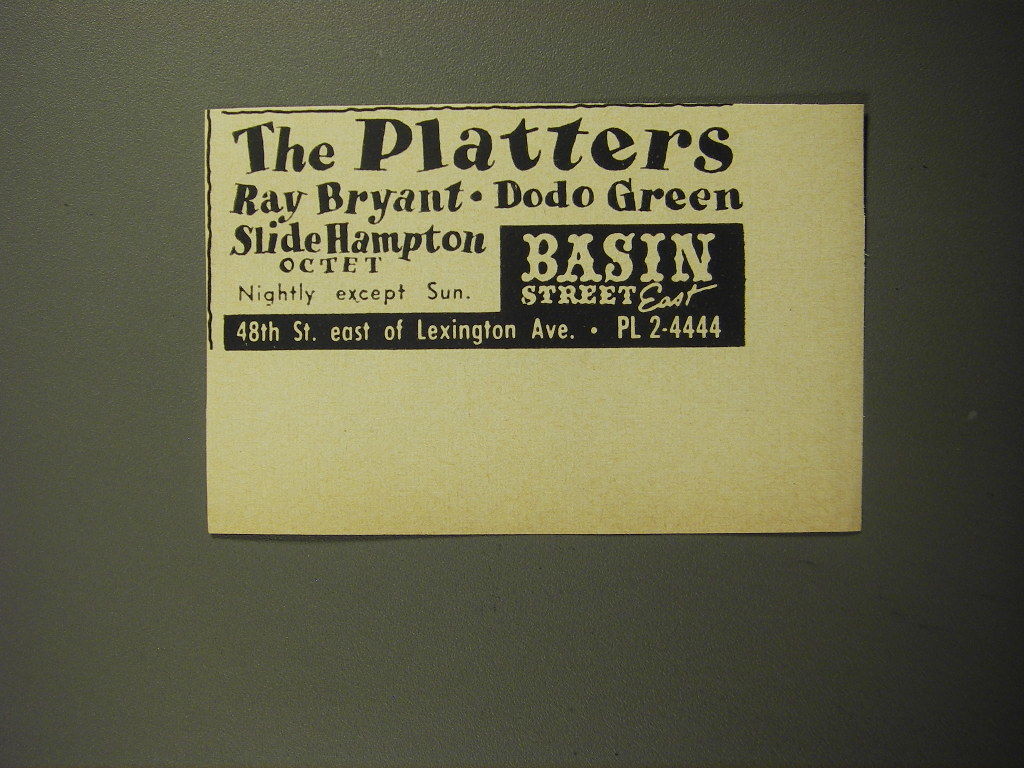 The Platters
Ray Bryant • Dodo Green
Slide Hampton
OCTET
Nightly except Sun.
BASIN
STREET East
48th St. east of Lexington Ave. • PL 2-4444